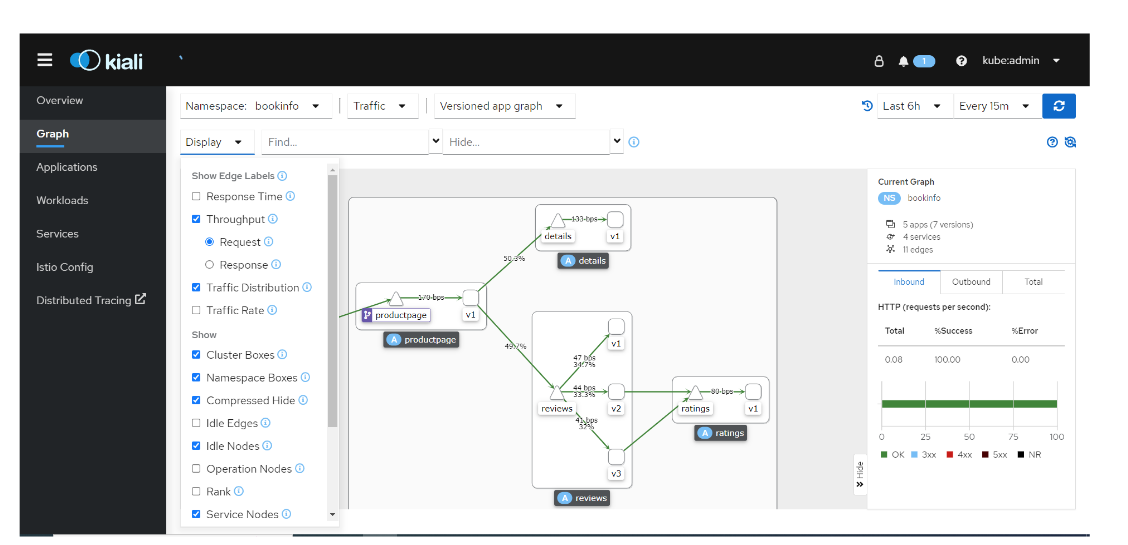 kiali
1
kube:admin
Overview
Graph
Applications
Workloads
Services
Istio Config
Distributed Tracing
Namespace: bookinfo
Traffic
Versioned app graph
Last 6h
Every 15m
Display
Find...
Hide...
Show Edge Labels
Response Time
Throughput
Request
Response
Traffic Distribution
Traffic Rate
Show
Cluster Boxes
Namespace Boxes
Compressed Hide
Idle Edges
Idle Nodes
Operation Nodes
Rank
Service Nodes
133 bps
details
v1
A details
50.3%
170 bps
productpage
v1
A productpage
49.7%
v1
47 bps
34.7%
44 bps
33.3%
reviews
v2
41 bps
32%
v3
A reviews
80 bps
ratings
v1
A ratings
Hide
Current Graph
NS bookinfo
5 apps (7 versions)
4 services
11 edges
Inbound
Outbound
Total
HTTP (requests per second):
Total %Success %Error
0.08 100.00 0.00
0 25 50 75 100
OK 3xx 4xx 5xx NR